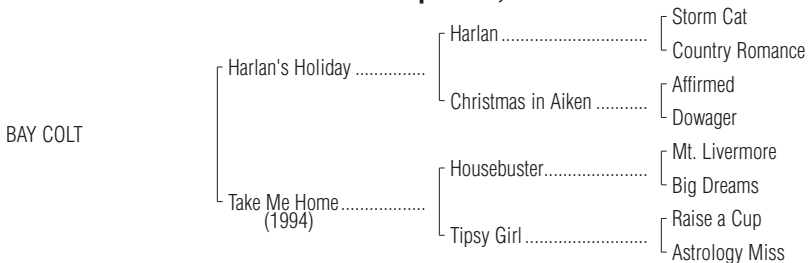 Storm Cat
Harlan ................................
Country Romance
Harlan's Holiday ...............
Affirmed
Christmas in Aiken ...........
Dowager
BAY COLT
Mt. Livermore
Housebuster.......................
Big Dreams
Take Me Home..................
(1994)
Raise a Cup
Tipsy Girl ...........................
Astrology Miss